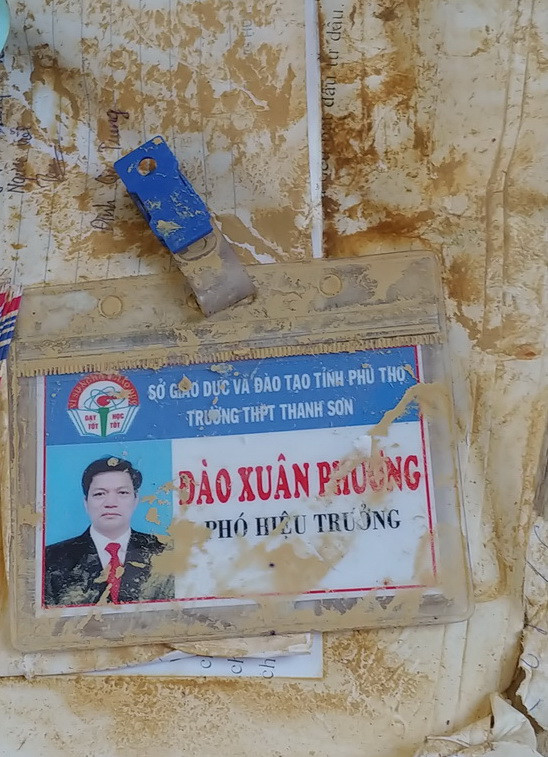 SỞ GIÁO DỤC VÀ ĐÀO TẠO TỈNH PHÚ THỌ
TRƯỜNG THPT THANH SƠN
DẠY TỐT
HỌC TỐT
ĐÀO XUÂN PHƯƠNG
PHÓ HIỆU TRƯỞNG